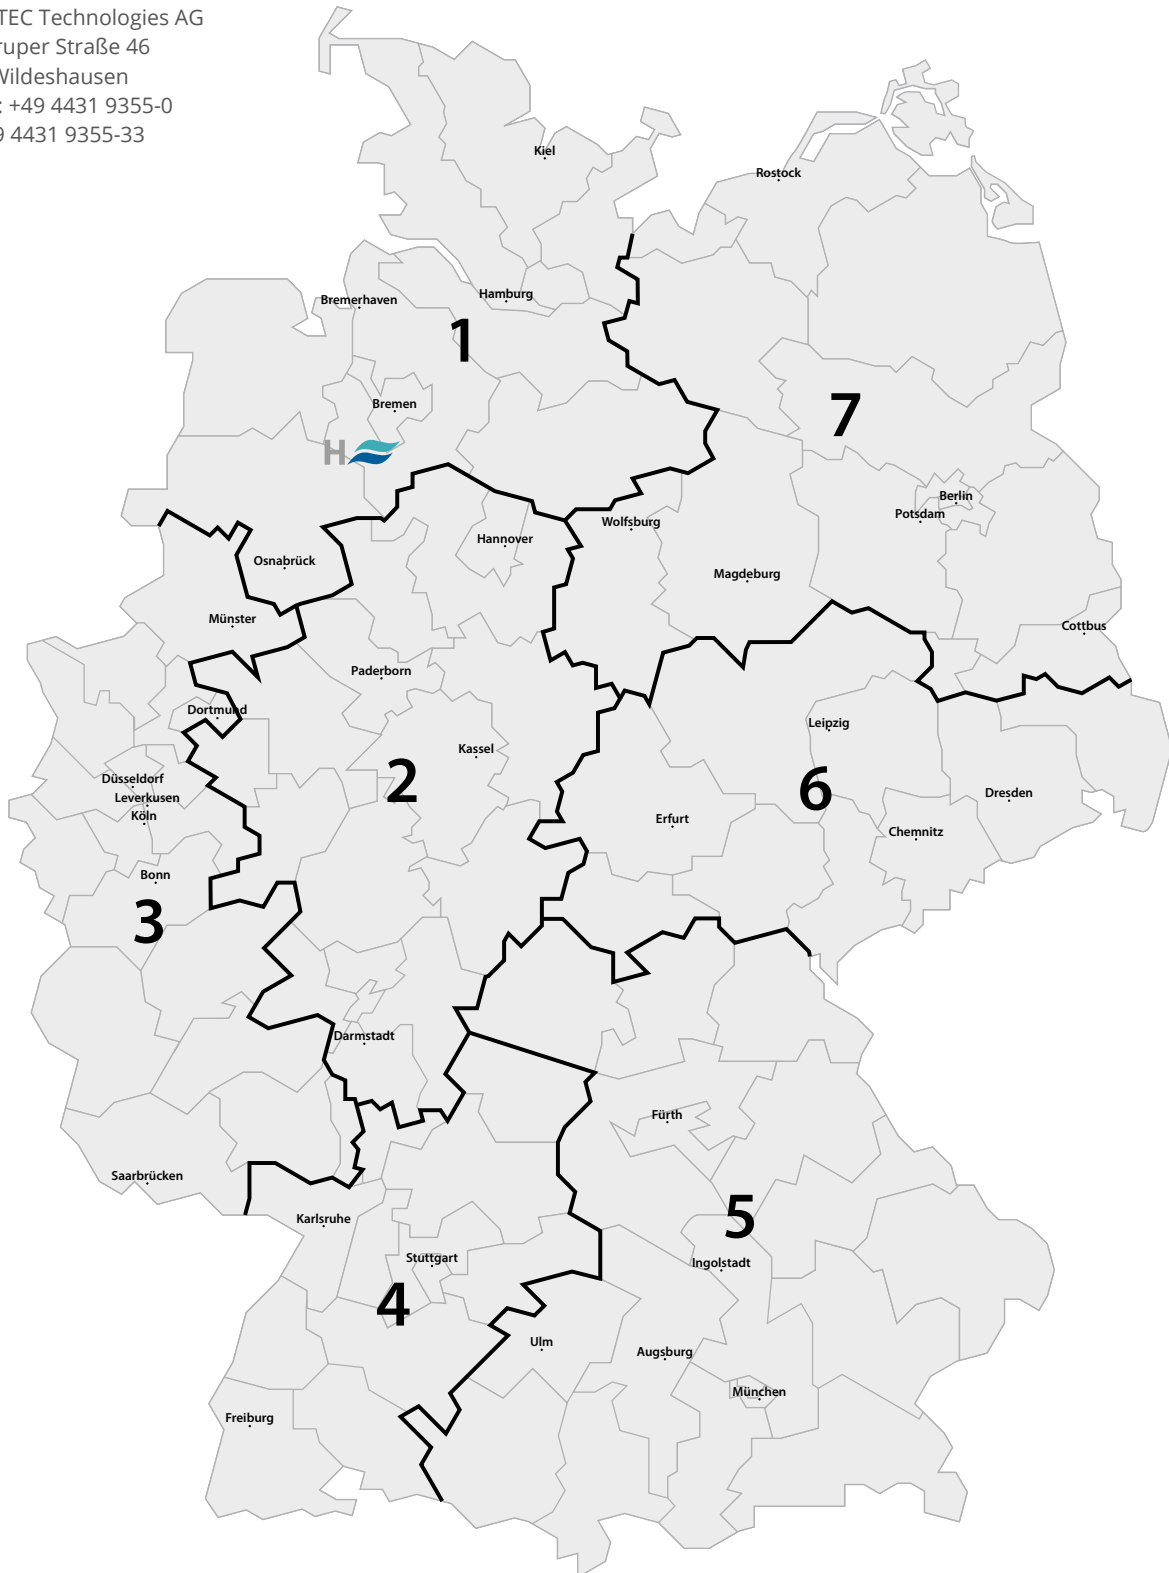 TEC Technologies AG
ruper Straße 46
Wildeshausen
: +49 4431 9355-0
9 4431 9355-33
Kiel
Rostock
Hamburg
Bremerhaven
1
Bremen
7
H
Berlin
Potsdam
Wolfsburg
Hannover
Osnabrück
Magdeburg
Münster
Cottbus
Paderborn
Dortmund
Leipzig
Kassel
2
Düsseldorf
6
Leverkusen
Dresden
Köln
Erfurt
Chemnitz
Bonn
3
Darmstadt
Fürth
Saarbrücken
5
Karlsruhe
Stuttgart
Ingolstadt
4
Ulm
Augsburg
München
Freiburg